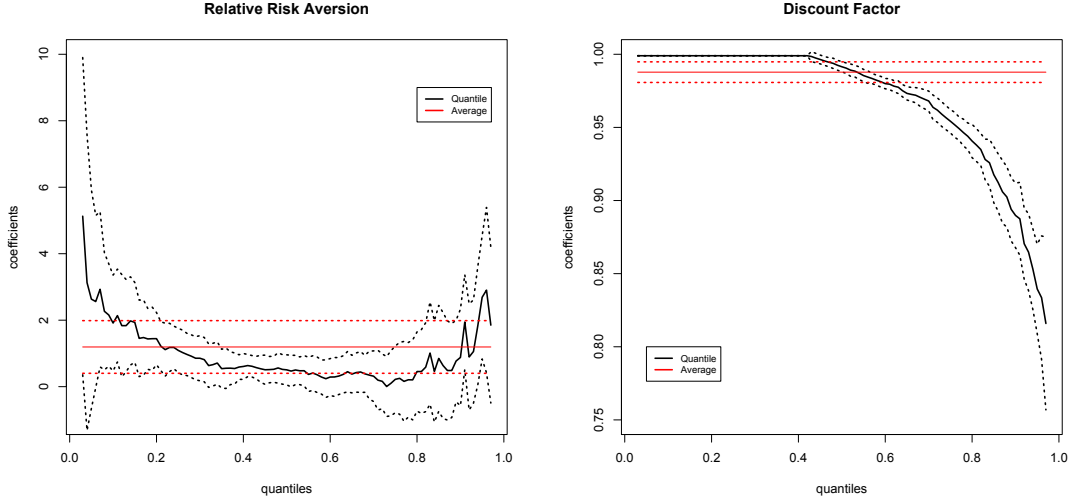 Relative Risk Aversion
coefficients
10
8
6
4
2
0
Quantile
Average
0.0 0.2 0.4 0.6 0.8 1.0
quantiles
Discount Factor
coefficients
1.00
0.95
0.90
0.85
0.80
0.75
Quantile
Average
0.0 0.2 0.4 0.6 0.8 1.0
quantiles